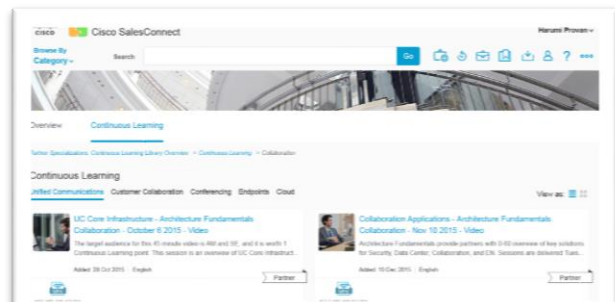 CISCO Cisco SalesConnect Harumi Provan
Browse By
Category
Search
Go
Overview Continuous Learning
Partner Specializations: Continuous Learning Library Overview > Continuous Learning > Collaboration
Continuous Learning
Unified Communications Customer Collaboration Conferencing Endpoints Cloud View as:
UC Core Infrastructure - Architecture Fundamentals
Collaboration - October 6 2015 - Video
The target audience for this 45 minute video is AM and SE, and it is worth 1
Continuous Learning point. This session is an overview of UC Core Infrastruct...
Added: 09 Oct 2015 English
Partner
Collaboration Applications - Architecture Fundamentals
Collaboration - Nov 10 2015 - Video
Architecture Fundamentals provide partners with 0-60 overview of key solutions
for Security, Data Center, Collaboration, and EN. Sessions are delivered Tues...
Added: 10 Dec, 2015 English
Partner